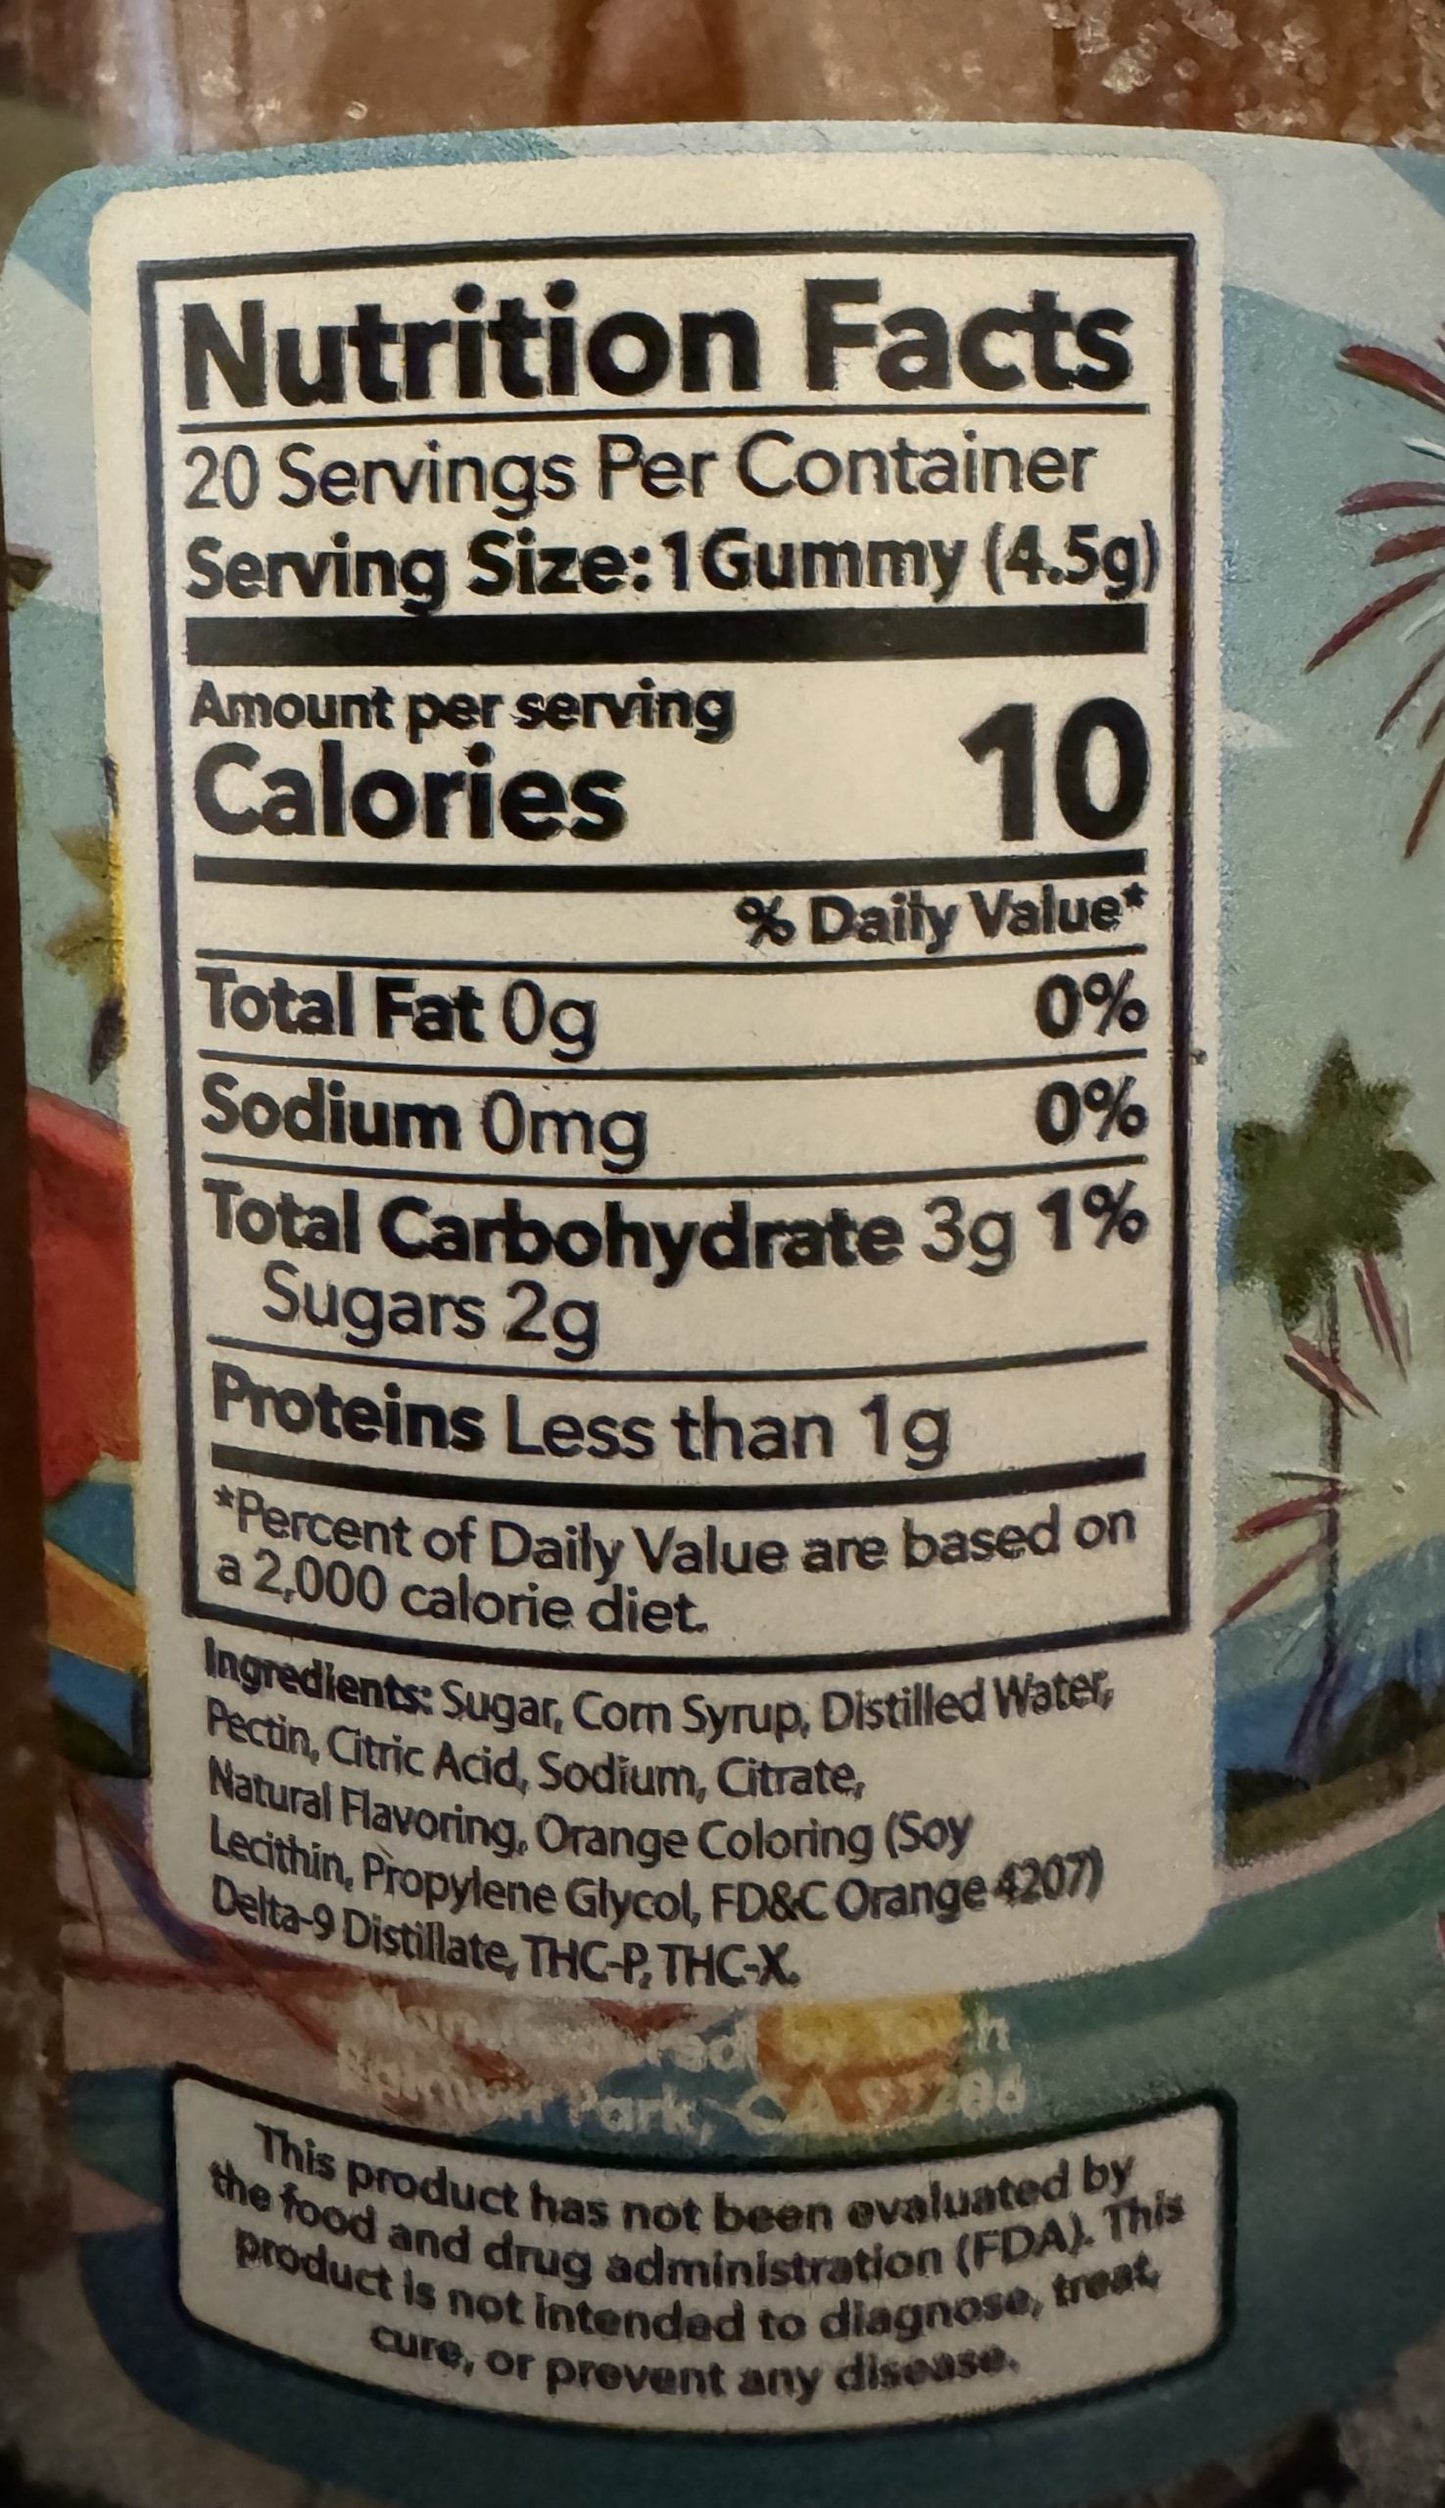 Nutrition Facts
20 Servings Per Container
Serving Size: 1 Gummy (4.5g)
Amount per serving
Calories 10
% Daily Value*
Total Fat 0g 0%
Sodium 0mg 0%
Total Carbohydrate 3g 1%
Sugars 2g
Proteins Less than 1g
*Percent of Daily Value are based on
a 2,000 calorie diet.
Ingredients: Sugar, Corn Syrup, Distilled Water,
Pectin, Citric Acid, Sodium, Citrate,
Natural Flavoring, Orange Coloring (Soy
Lecithin, Propylene Glycol, FD&C Orange 4207)
Delta-9 Distillate, THC-P, THC-X.
Park, CA
This product has not been evaluated by
the food and drug administration (FDA). This
product is not intended to diagnose, treat,
cure, or prevent any disease.